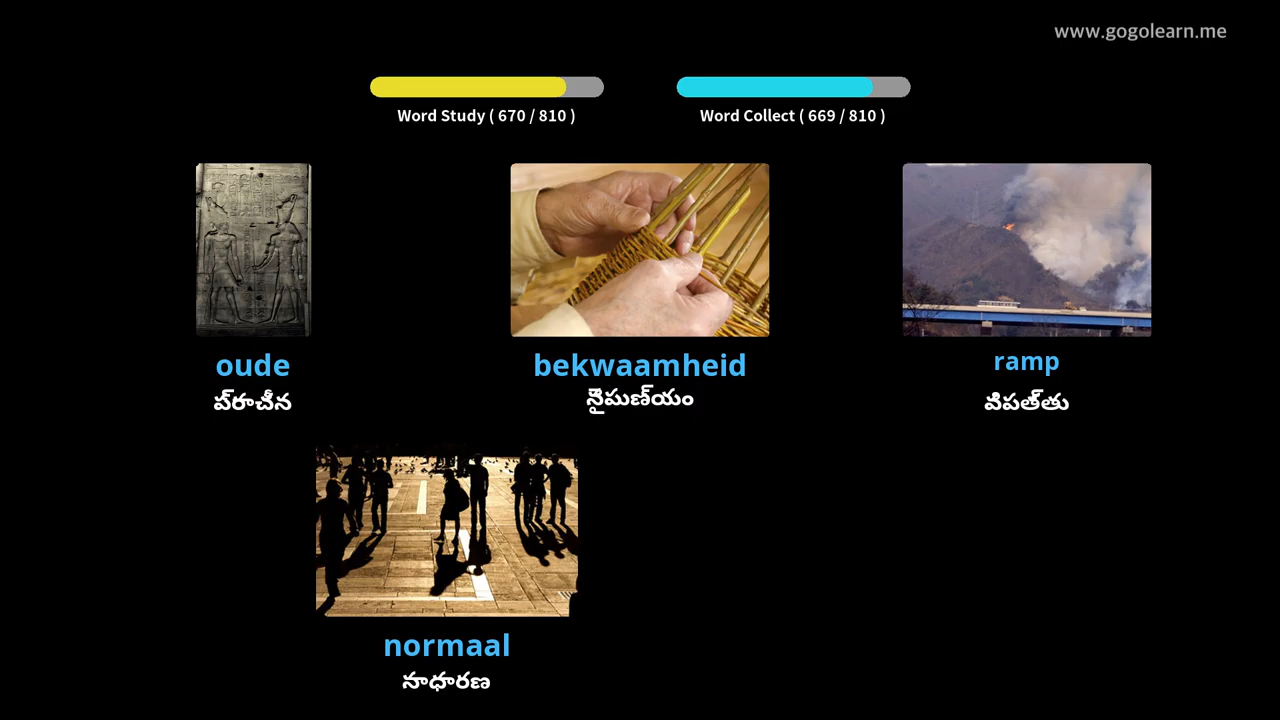 www.gogolearn.me
Word Study ( 670 / 810 )
Word Collect ( 669 / 810 )
oude
ప్రాచీన
bekwaamheid
నైపుణ్యం
ramp
విపత్తు
normaal
సాధారణ